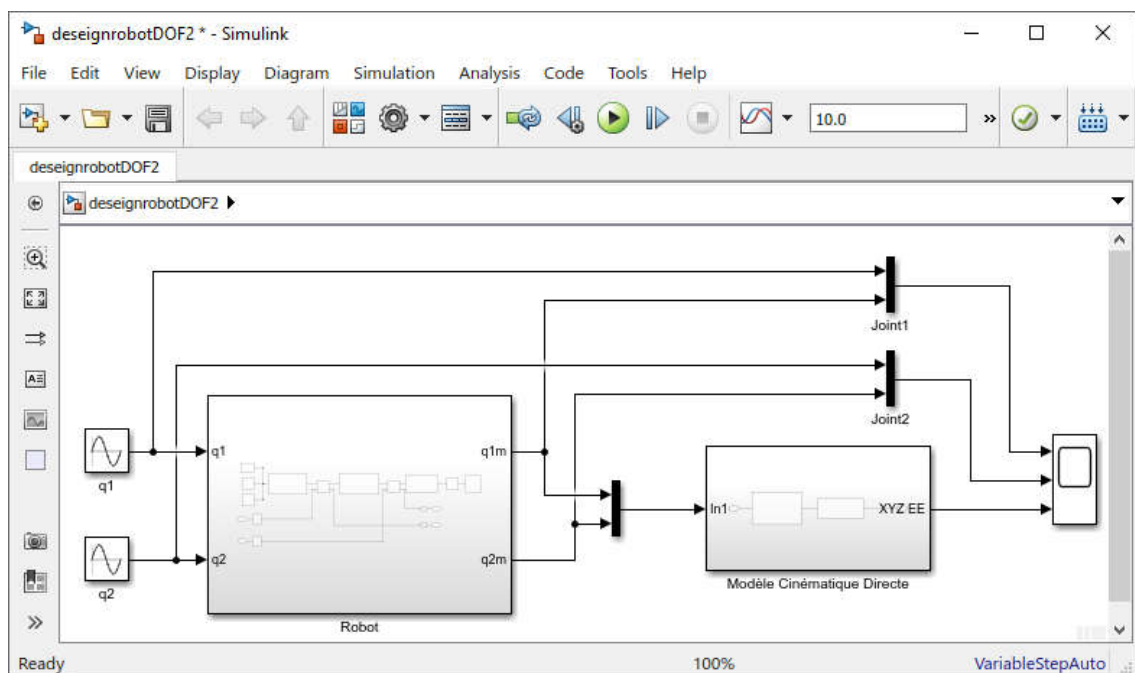 deseignrobotDOF2 * - Simulink
File Edit View Display Diagram Simulation Analysis Code Tools Help
10.0 »
deseignrobotDOF2
deseignrobotDOF2
Joint1
Joint2
q1
q1
q1m
q2
q2
q2m
Robot
In1
XYZ EE
Modèle Cinématique Directe
Ready 100% VariableStepAuto